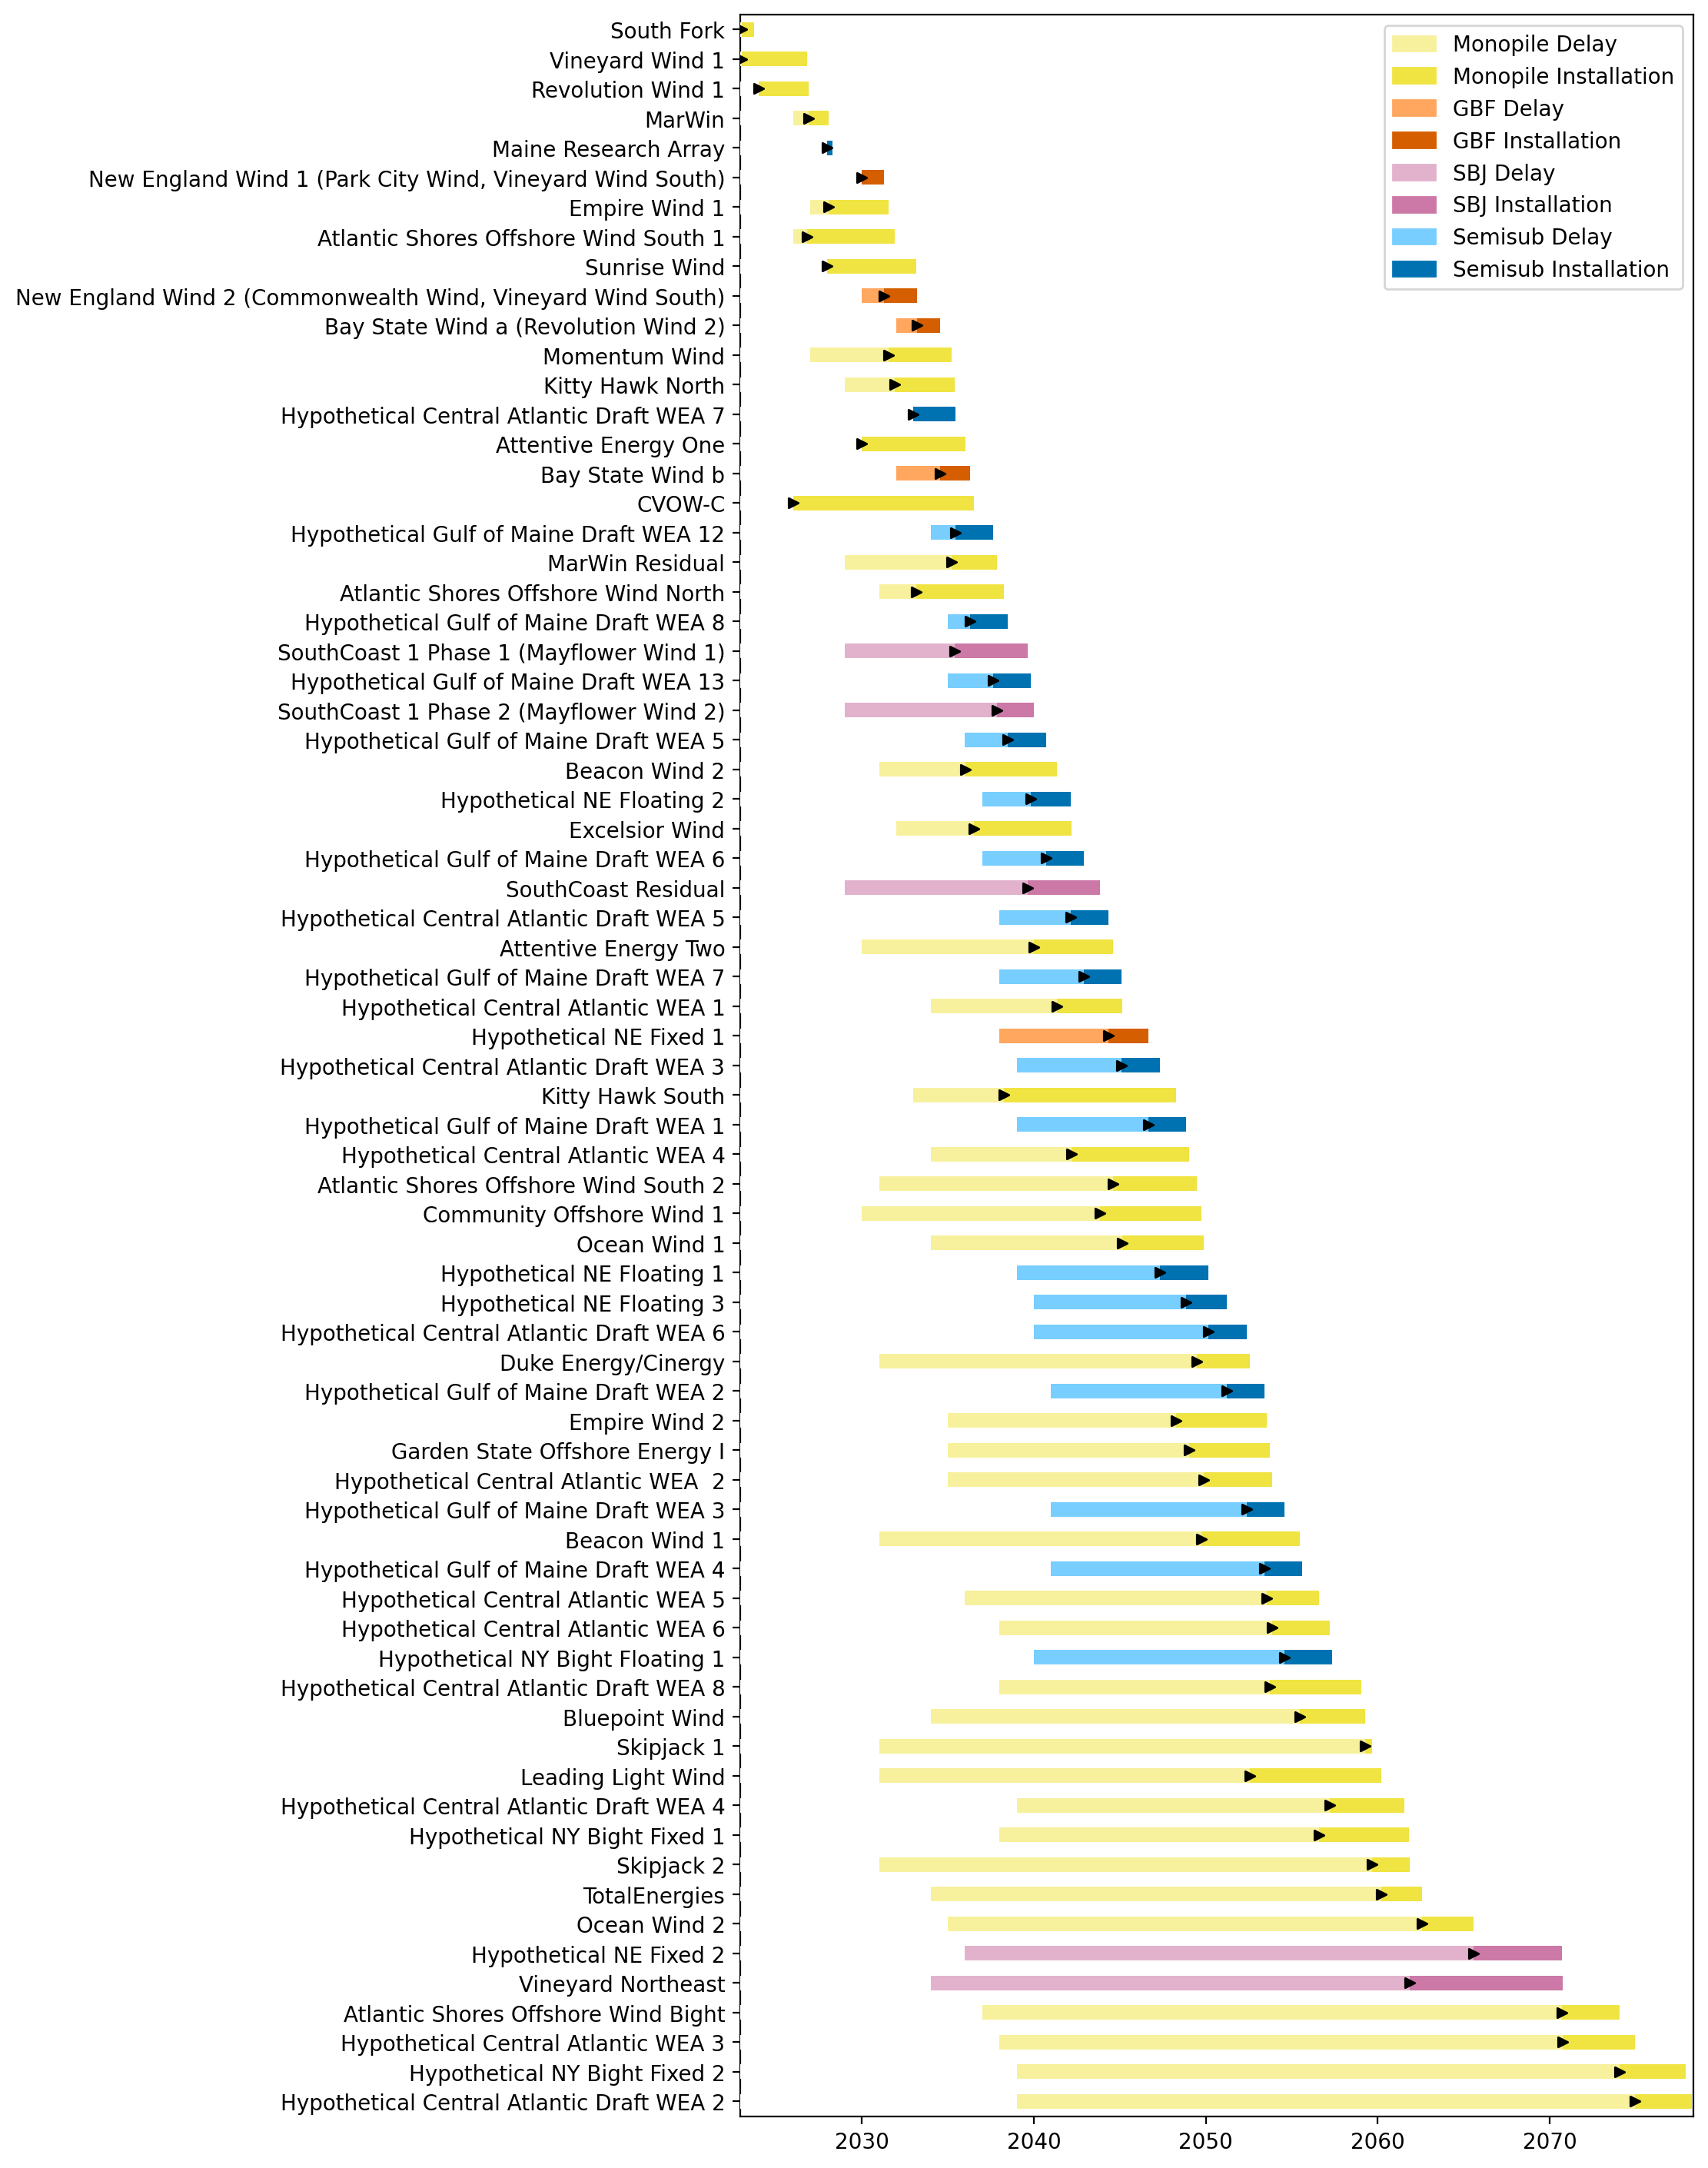 South Fork
Vineyard Wind 1
Revolution Wind 1
MarWin
Maine Research Array
New England Wind 1 (Park City Wind, Vineyard Wind South)
Empire Wind 1
Atlantic Shores Offshore Wind South 1
Sunrise Wind
New England Wind 2 (Commonwealth Wind, Vineyard Wind South)
Bay State Wind a (Revolution Wind 2)
Momentum Wind
Kitty Hawk North
Hypothetical Central Atlantic Draft WEA 7
Attentive Energy One
Bay State Wind b
CVOW-C
Hypothetical Gulf of Maine Draft WEA 12
MarWin Residual
Atlantic Shores Offshore Wind North
Hypothetical Gulf of Maine Draft WEA 8
SouthCoast 1 Phase 1 (Mayflower Wind 1)
Hypothetical Gulf of Maine Draft WEA 13
SouthCoast 1 Phase 2 (Mayflower Wind 2)
Hypothetical Gulf of Maine Draft WEA 5
Beacon Wind 2
Hypothetical NE Floating 2
Excelsior Wind
Hypothetical Gulf of Maine Draft WEA 6
SouthCoast Residual
Hypothetical Central Atlantic Draft WEA 5
Attentive Energy Two
Hypothetical Gulf of Maine Draft WEA 7
Hypothetical Central Atlantic WEA 1
Hypothetical NE Fixed 1
Hypothetical Central Atlantic Draft WEA 3
Kitty Hawk South
Hypothetical Gulf of Maine Draft WEA 1
Hypothetical Central Atlantic WEA 4
Atlantic Shores Offshore Wind South 2
Community Offshore Wind 1
Ocean Wind 1
Hypothetical NE Floating 1
Hypothetical NE Floating 3
Hypothetical Central Atlantic Draft WEA 6
Duke Energy/Cinergy
Hypothetical Gulf of Maine Draft WEA 2
Empire Wind 2
Garden State Offshore Energy I
Hypothetical Central Atlantic WEA  2
Hypothetical Gulf of Maine Draft WEA 3
Beacon Wind 1
Hypothetical Gulf of Maine Draft WEA 4
Hypothetical Central Atlantic WEA 5
Hypothetical Central Atlantic WEA 6
Hypothetical NY Bight Floating 1
Hypothetical Central Atlantic Draft WEA 8
Bluepoint Wind
Skipjack 1
Leading Light Wind
Hypothetical Central Atlantic Draft WEA 4
Hypothetical NY Bight Fixed 1
Skipjack 2
TotalEnergies
Ocean Wind 2
Hypothetical NE Fixed 2
Vineyard Northeast
Atlantic Shores Offshore Wind Bight
Hypothetical Central Atlantic WEA 3
Hypothetical NY Bight Fixed 2
Hypothetical Central Atlantic Draft WEA 2
Monopile Delay
Monopile Installation
GBF Delay
GBF Installation
SBJ Delay
SBJ Installation
Semisub Delay
Semisub Installation
2030 2040 2050 2060 2070